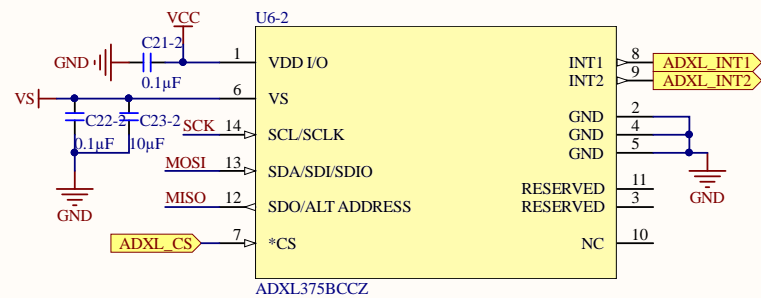 VCC
U6-2
GND
C21-2
0.1µF
1
VDD I/O
INT1
8
ADXL_INT1
INT2
9
ADXL_INT2
VS
6
VS
C22-2
C23-2
0.1µF
10µF
GND
SCK
14
SCL/SCLK
MOSI
13
SDA/SDI/SDIO
MISO
12
SDO/ALT ADDRESS
ADXL_CS
7
*CS
GND
2
GND
4
GND
5
GND
RESERVED
11
RESERVED
3
NC
10
ADXL375BCCZ